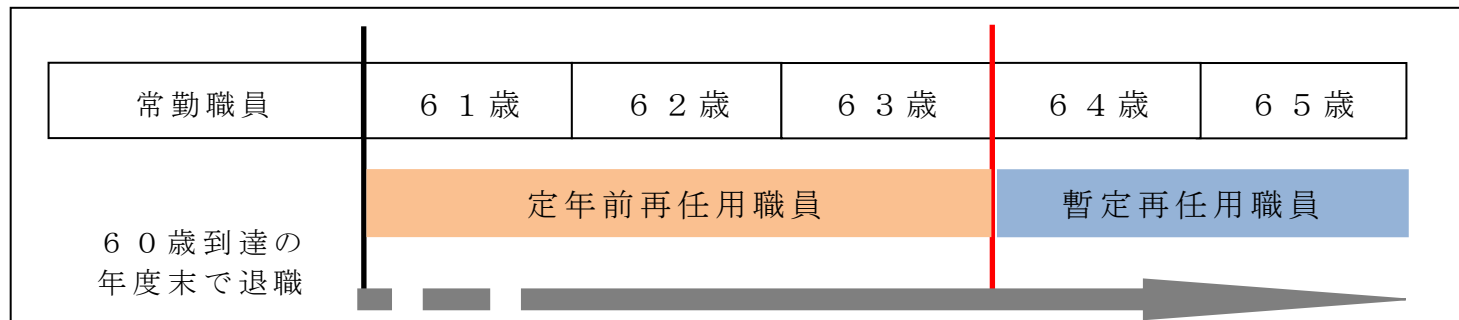 常勤職員 ６１歳 ６２歳 ６３歳 ６４歳 ６５歳
定年前再任用職員 暫定再任用職員
６０歳到達の
年度末で退職